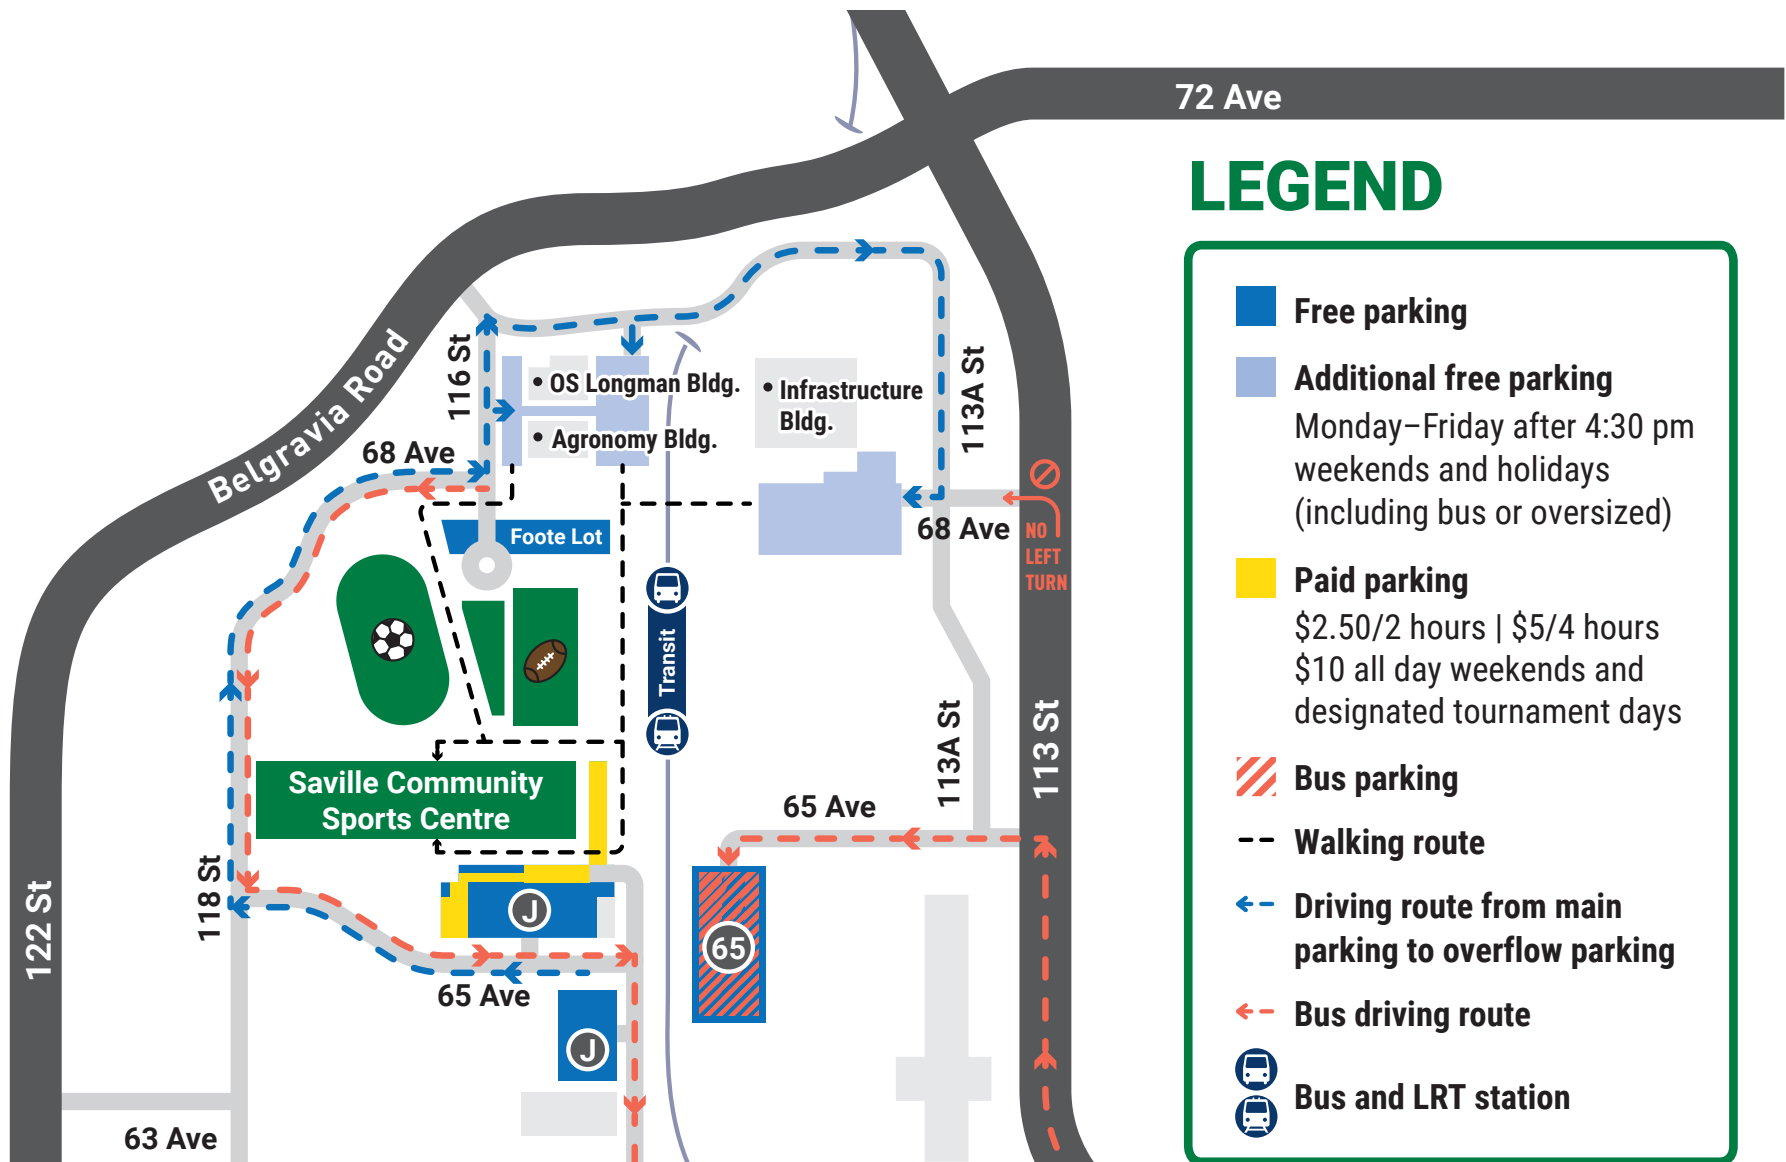 72 Ave
Belgravia Road
116 St
OS Longman Bldg.
Agronomy Bldg.
Infrastructure
Bldg.
113A St
68 Ave
Foote Lot
68 Ave
NO
LEFT
TURN
Transit
Saville Community
Sports Centre
113A St
113 St
65 Ave
118 St
122 St
J
65
65 Ave
J
63 Ave
LEGEND
Free parking
Additional free parking
Monday–Friday after 4:30 pm
weekends and holidays
(including bus or oversized)
Paid parking
$2.50/2 hours | $5/4 hours
$10 all day weekends and
designated tournament days
Bus parking
Walking route
Driving route from main
parking to overflow parking
Bus driving route
Bus and LRT station